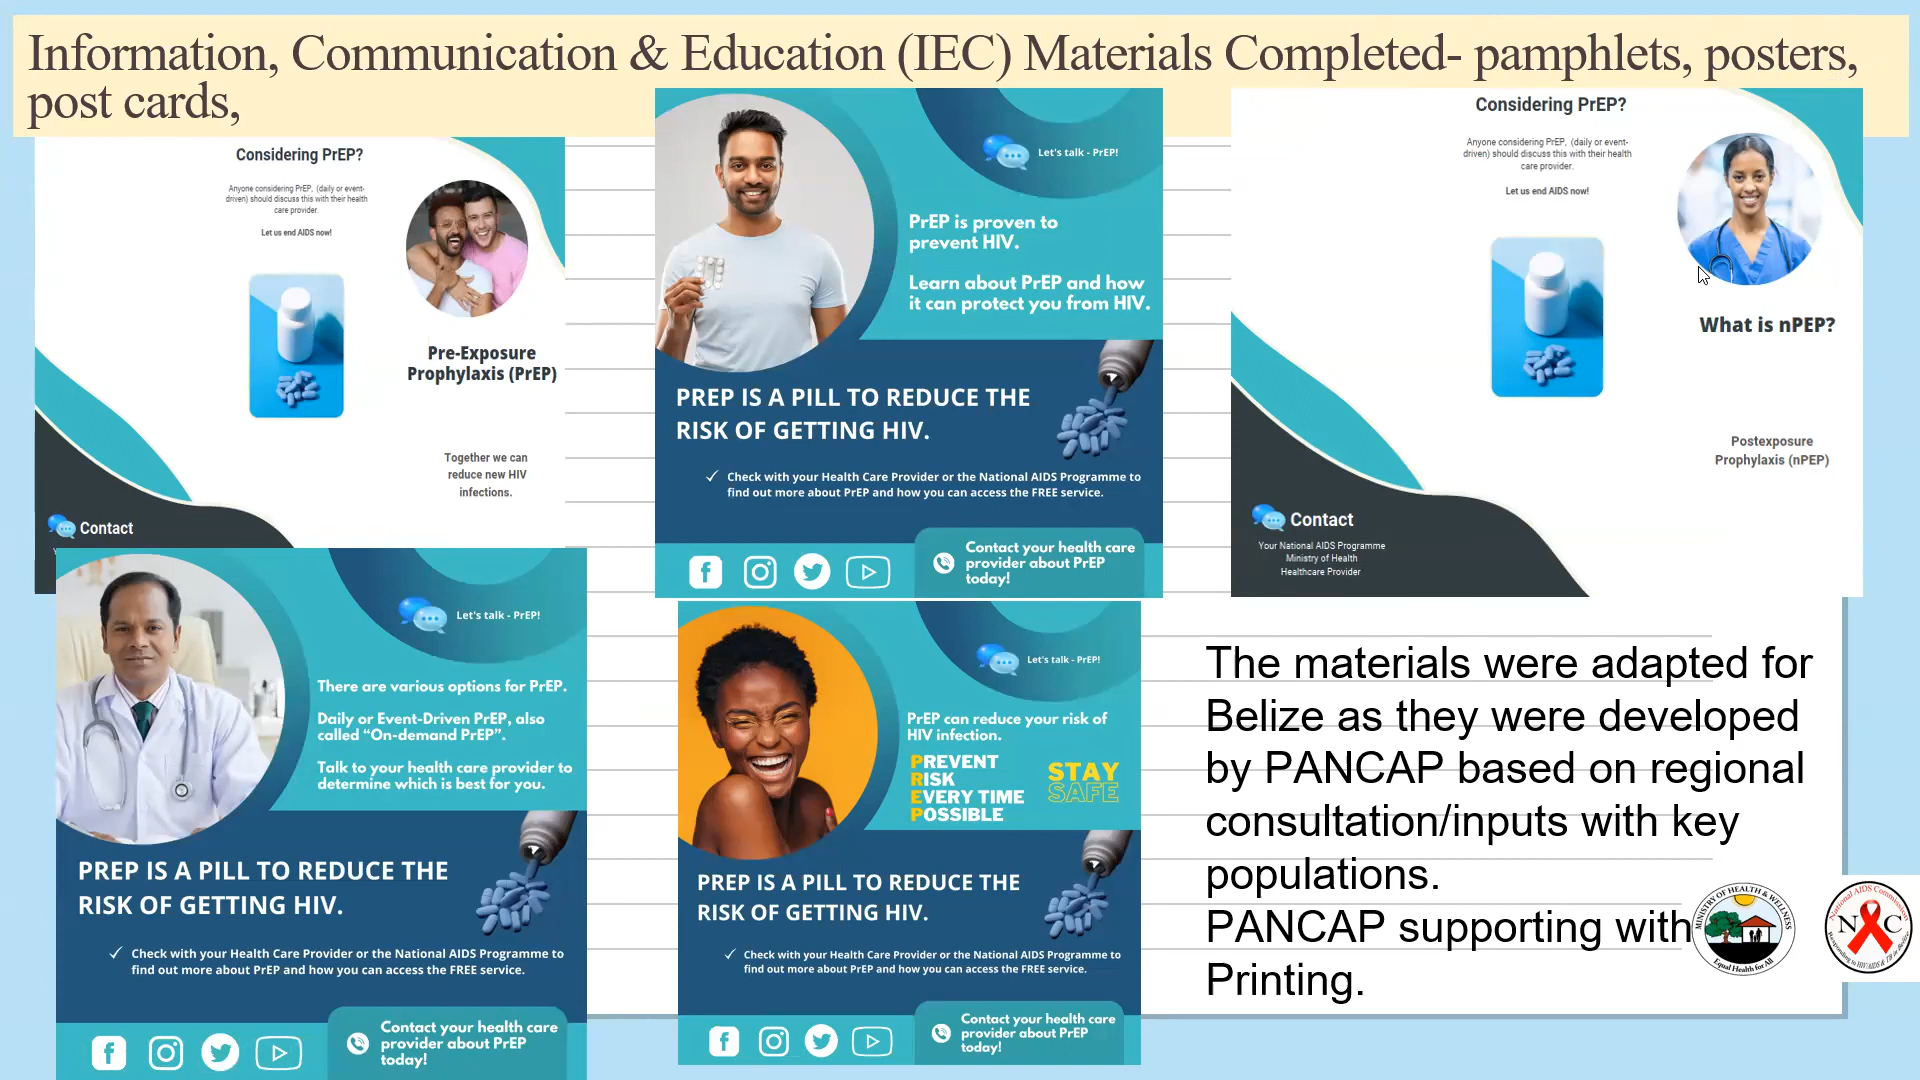 Information, Communication & Education (IEC) Materials Completed- pamphlets, posters,
post cards,
Considering PrEP?
Anyone considering PrEP, (daily or event-
driven) should discuss this with their health
care provider.
Let us end AIDS now!
Pre-Exposure
Prophylaxis (PrEP)
Together we can
reduce new HIV
infections.
Contact
Let's talk - PrEP!
PrEP is proven to
prevent HIV.
Learn about PrEP and how
it can protect you from HIV.
PREP IS A PILL TO REDUCE THE
RISK OF GETTING HIV.
✓ Check with your Health Care Provider or the National AIDS Programme to
find out more about PrEP and how you can access the FREE service.
Contact your health care
provider about PrEP
today!
Considering PrEP?
Anyone considering PrEP, (daily or event-
driven) should discuss this with their health
care provider.
Let us end AIDS now!
What is nPEP?
Postexposure
Prophylaxis (nPEP)
Contact
Your National AIDS Programme
Ministry of Health
Healthcare Provider
Let's talk - PrEP!
There are various options for PrEP.
Daily or Event-Driven PrEP, also
called “On-demand PrEP”.
Talk to your health care provider to
determine which is best for you.
PREP IS A PILL TO REDUCE THE
RISK OF GETTING HIV.
✓ Check with your Health Care Provider or the National AIDS Programme to
find out more about PrEP and how you can access the FREE service.
Contact your health care
provider about PrEP
today!
Let's talk - PrEP!
PrEP can reduce your risk of
HIV infection.
PREVENT
RISK
EVERY TIME
POSSIBLE
STAY
SAFE
PREP IS A PILL TO REDUCE THE
RISK OF GETTING HIV.
✓ Check with your Health Care Provider or the National AIDS Programme to
find out more about PrEP and how you can access the FREE service.
Contact your health care
provider about PrEP
today!
The materials were adapted for
Belize as they were developed
by PANCAP based on regional
consultation/inputs with key
populations.
PANCAP supporting with
Printing.
MINISTRY OF HEALTH & WELLNESS
Equal Health for All
National AIDS Commission
NAC